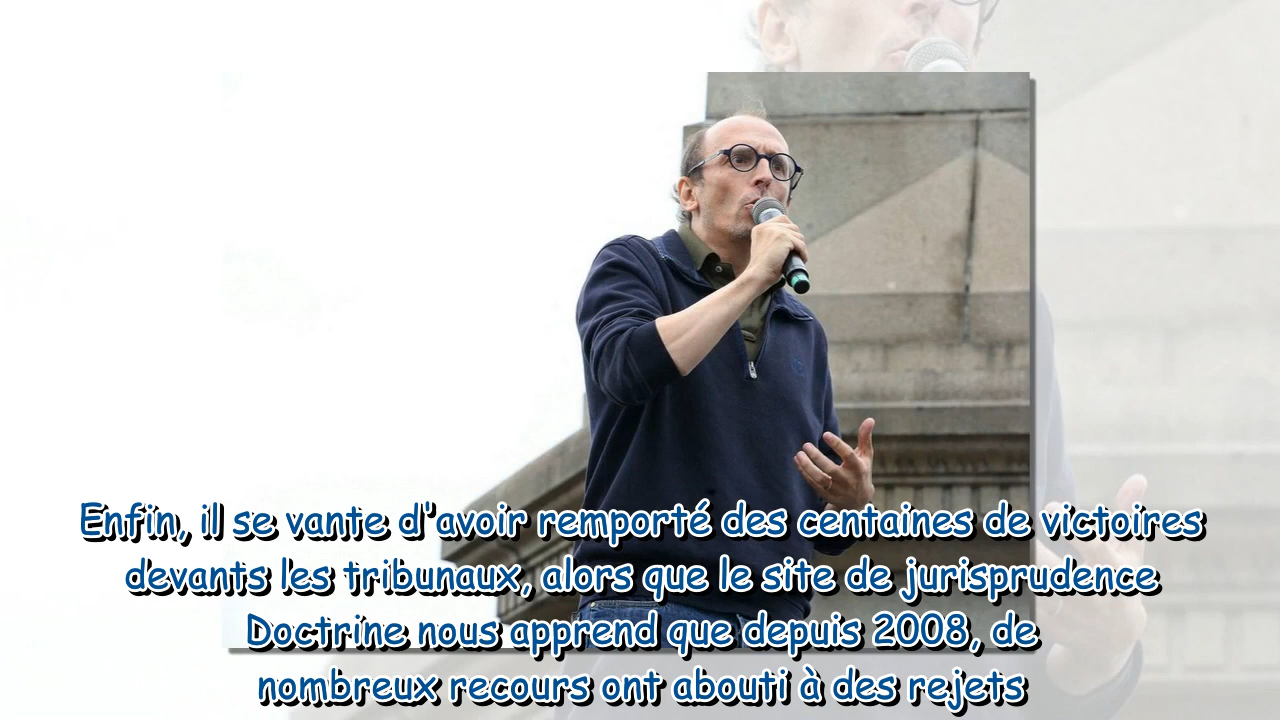 Enfin, il se vante d'avoir remporté des centaines de victoires
devants les tribunaux, alors que le site de jurisprudence
Doctrine nous apprend que depuis 2008, de
nombreux recours ont abouti à des rejets